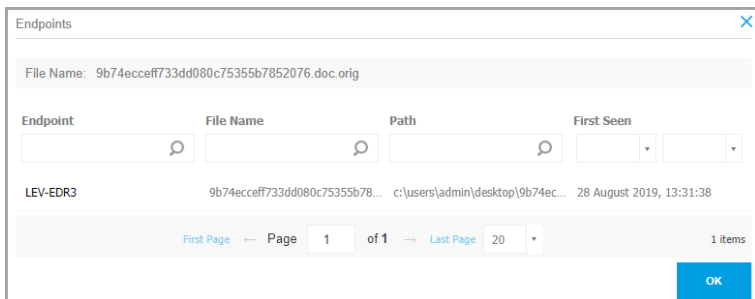 Endpoints
File Name: 9b74ecceff733dd080c75355b7852076.doc.orig
Endpoint File Name Path First Seen
LEV-EDR3 9b74ecceff733dd080c75355b78... c:\users\admin\desktop\9b74ec... 28 August 2019, 13:31:38
First Page ← Page 1 of 1 → Last Page 20 1 items
OK